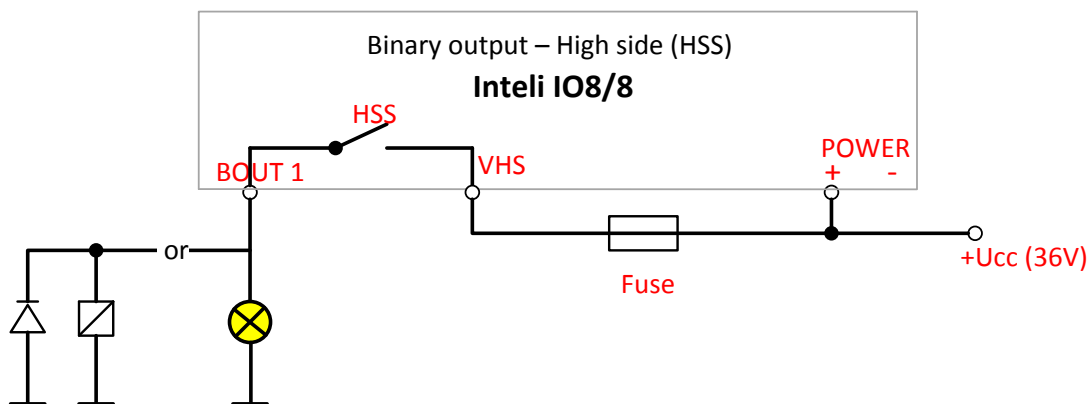 Binary output – High side (HSS)
Inteli IO8/8
HSS
BOUT 1
VHS
POWER
+ -
or
+Ucc (36V)
Fuse